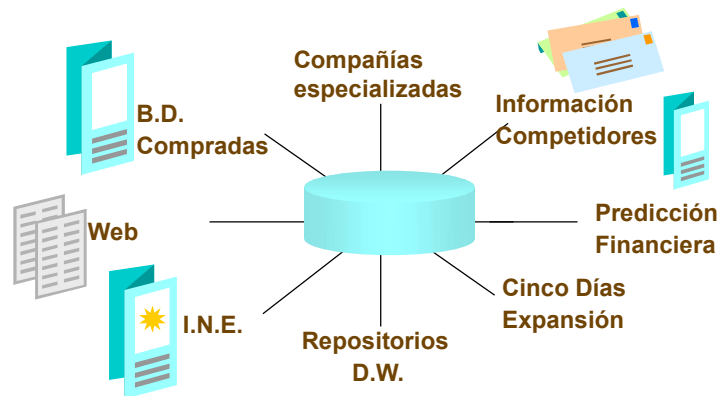 Compañías
especializadas
Información
Competidores
B.D.
Compradas
Web
Predicción
Financiera
I.N.E.
Cinco Días
Expansión
Repositorios
D.W.